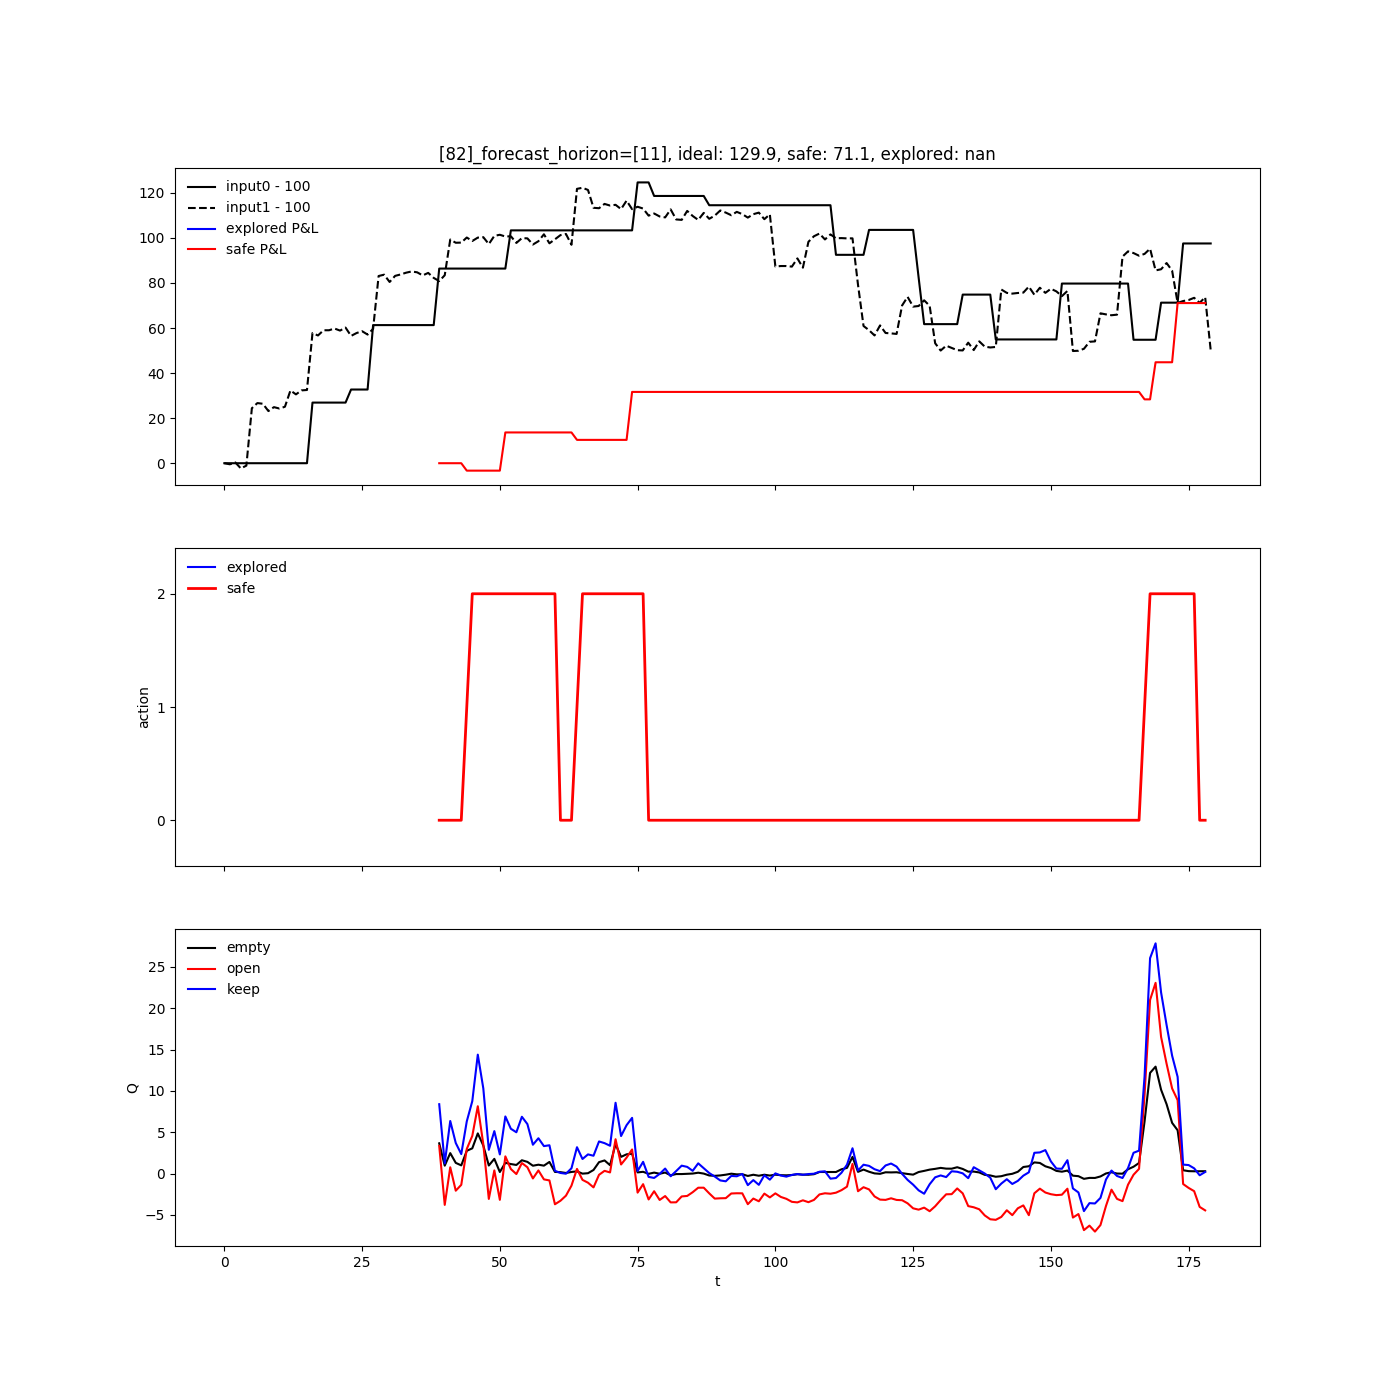 [82]_forecast_horizon=[11], ideal: 129.9, safe: 71.1, explored: nan
input0 - 100
input1 - 100
explored P&L
safe P&L
120
100
80
60
40
20
0
explored
safe
2
1
0
action
empty
open
keep
25
20
15
10
5
0
−5
Q
0 25 50 75 100 125 150 175
t